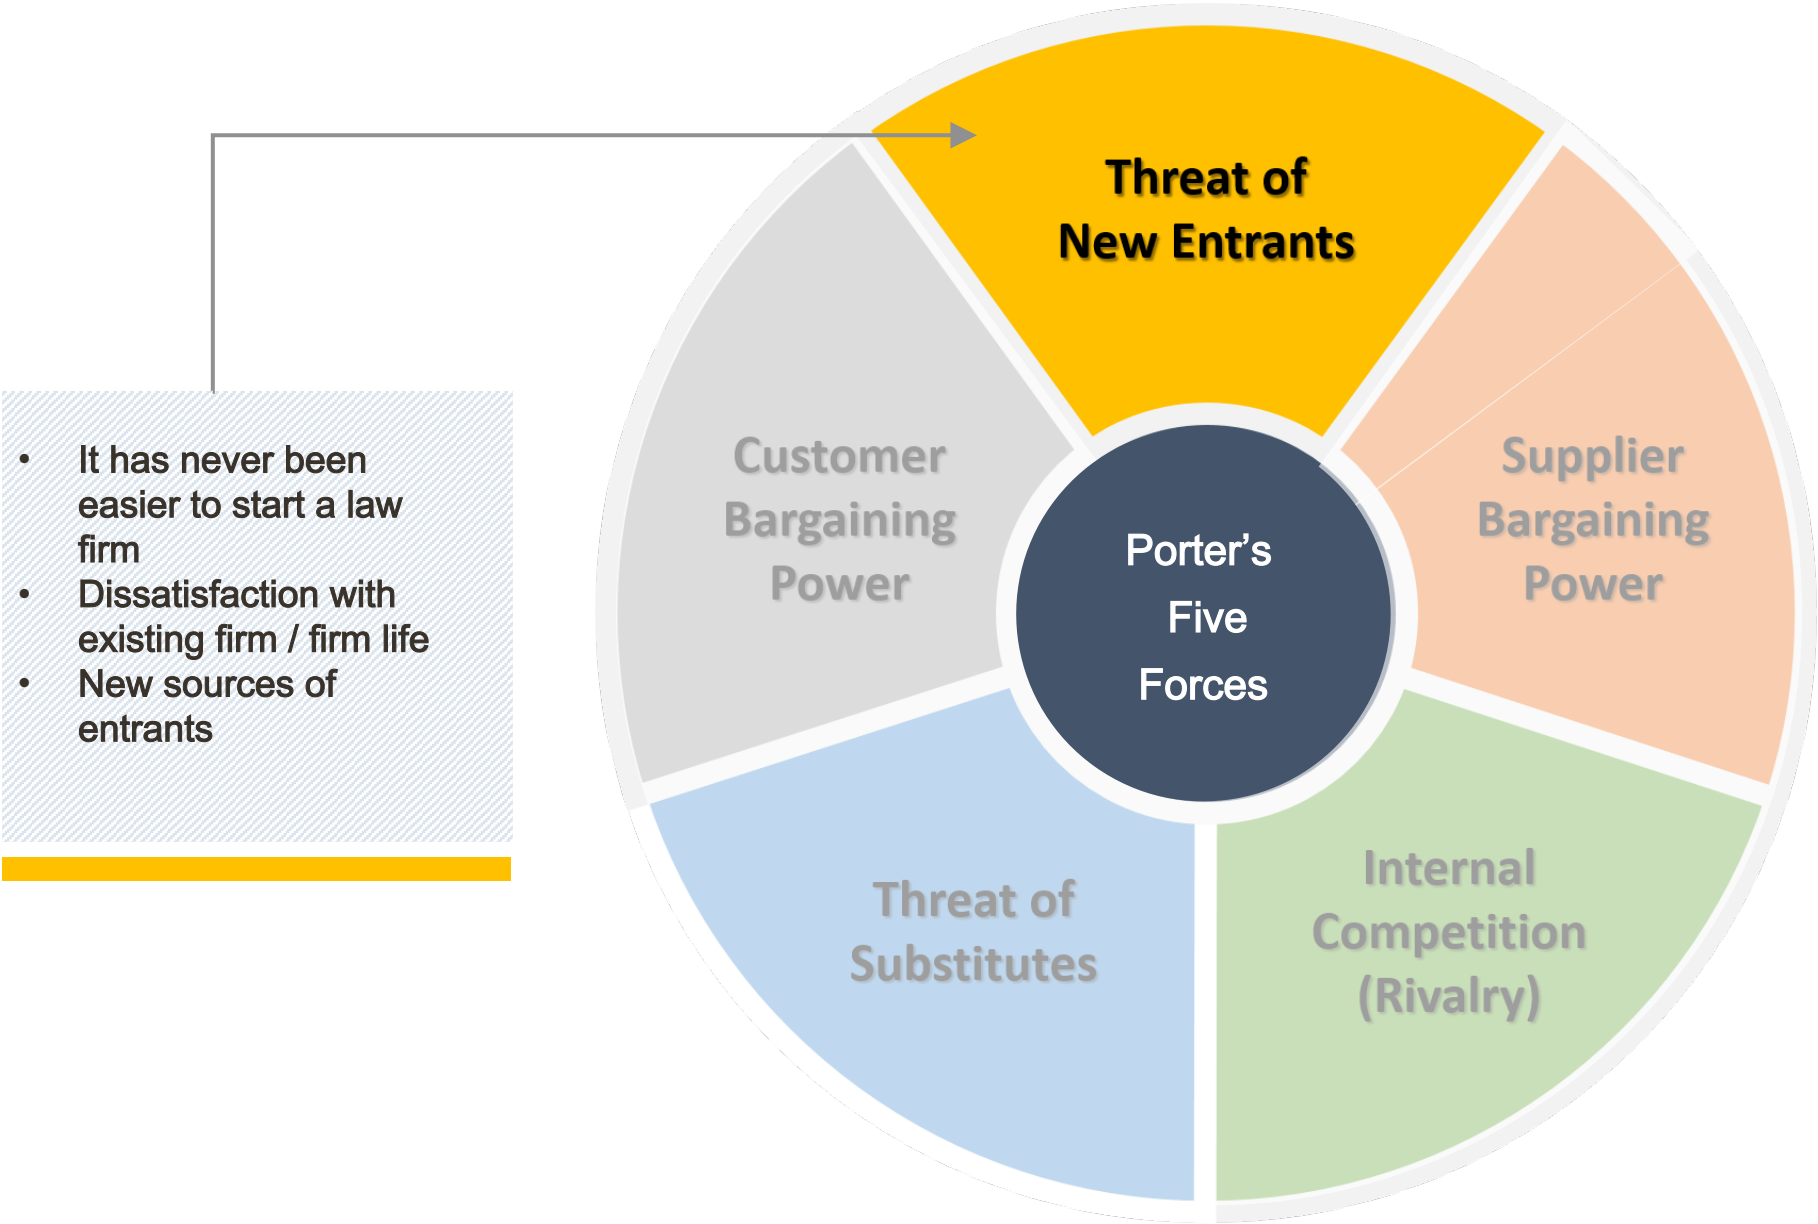 • It has never been
easier to start a law
firm
• Dissatisfaction with
existing firm / firm life
• New sources of
entrants
Threat of
New Entrants
Customer
Bargaining
Power
Supplier
Bargaining
Power
Porter’s
Five
Forces
Threat of
Substitutes
Internal
Competition
(Rivalry)